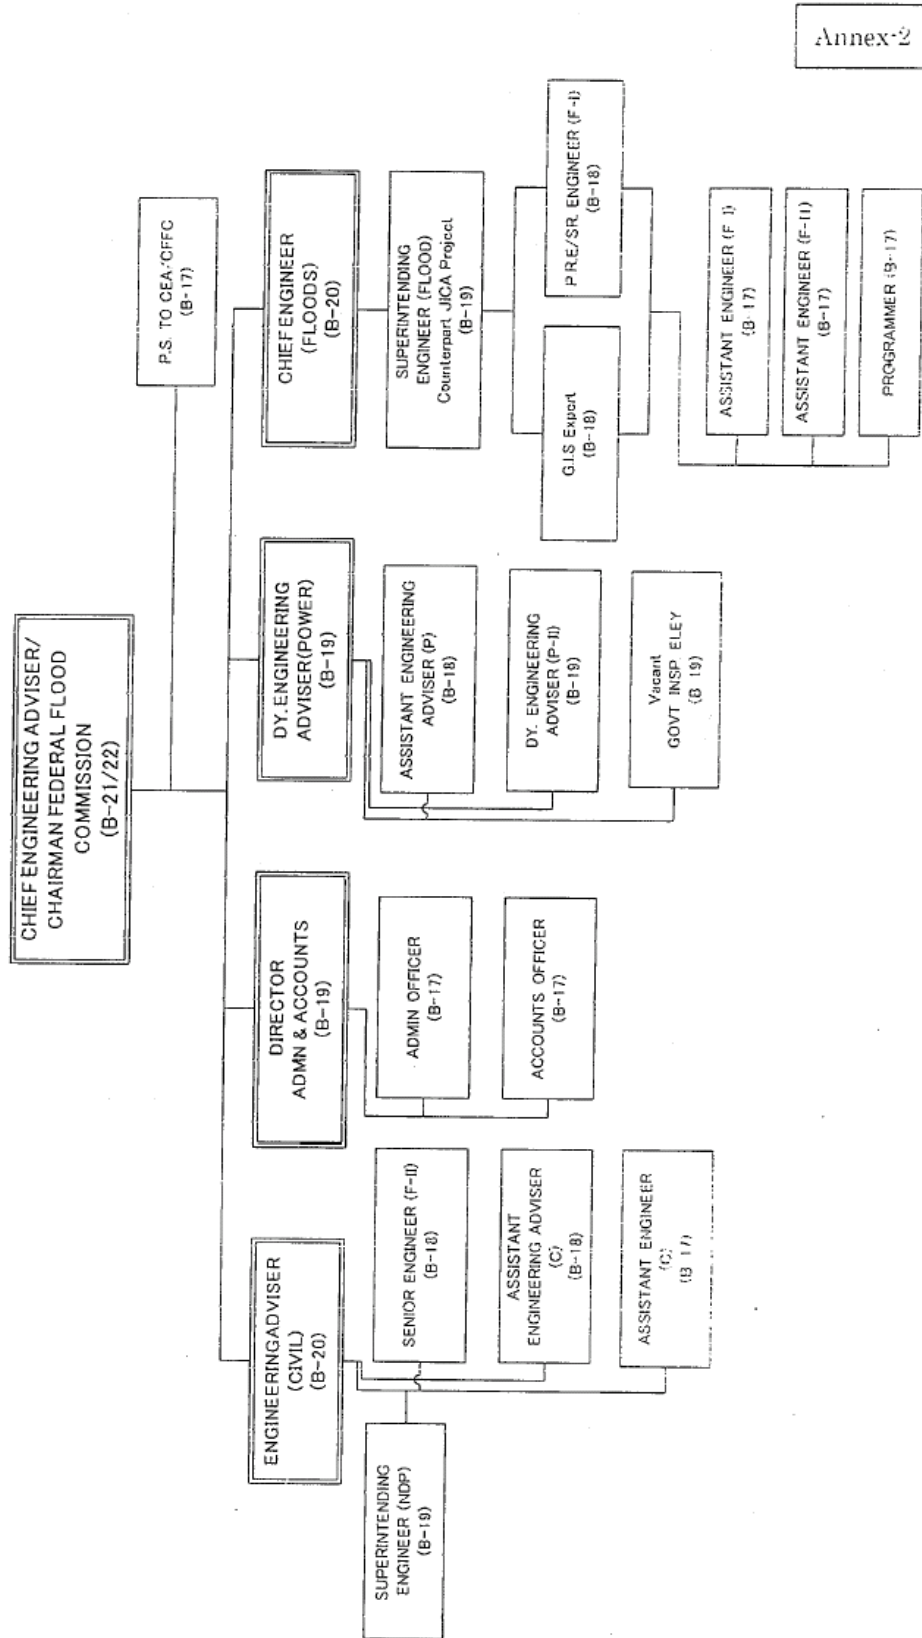 Annex-2
CHIEF ENGINEERING ADVISER/
CHAIRMAN FEDERAL FLOOD
COMMISSION
(B-21/22)
P.S. TO CEA/CFFC
(B-17)
ENGINEERING ADVISER
(CIVIL)
(B-20)
SUPERINTENDING
ENGINEER (NDP)
(B-19)
SENIOR ENGINEER (F-II)
(B-18)
ASSISTANT
ENGINEERING ADVISER
(C)
(B-18)
ASSISTANT ENGINEER
(C)
(B 17)
DIRECTOR
ADMN & ACCOUNTS
(B-19)
ADMIN OFFICER
(B-17)
ACCOUNTS OFFICER
(B-17)
DY. ENGINEERING
ADVISER(POWER)
(B-19)
ASSISTANT ENGINEERING
ADVISER (P)
(B-18)
DY. ENGINEERING
ADVISER (P-II)
(B-19)
Vacant
GOVT INSP. ELEY
(B 19)
CHIEF ENGINEER
(FLOODS)
(B-20)
SUPERINTENDING
ENGINEER (FLOOD)
Counterpart JICA Project
(B-19)
G.I.S Expert
(B-18)
P.R.E/SR. ENGINEER (F-I)
(B-18)
ASSISTANT ENGINEER (F I)
(B-17)
ASSISTANT ENGINEER (F-II)
(B-17)
PROGRAMMER (B-17)